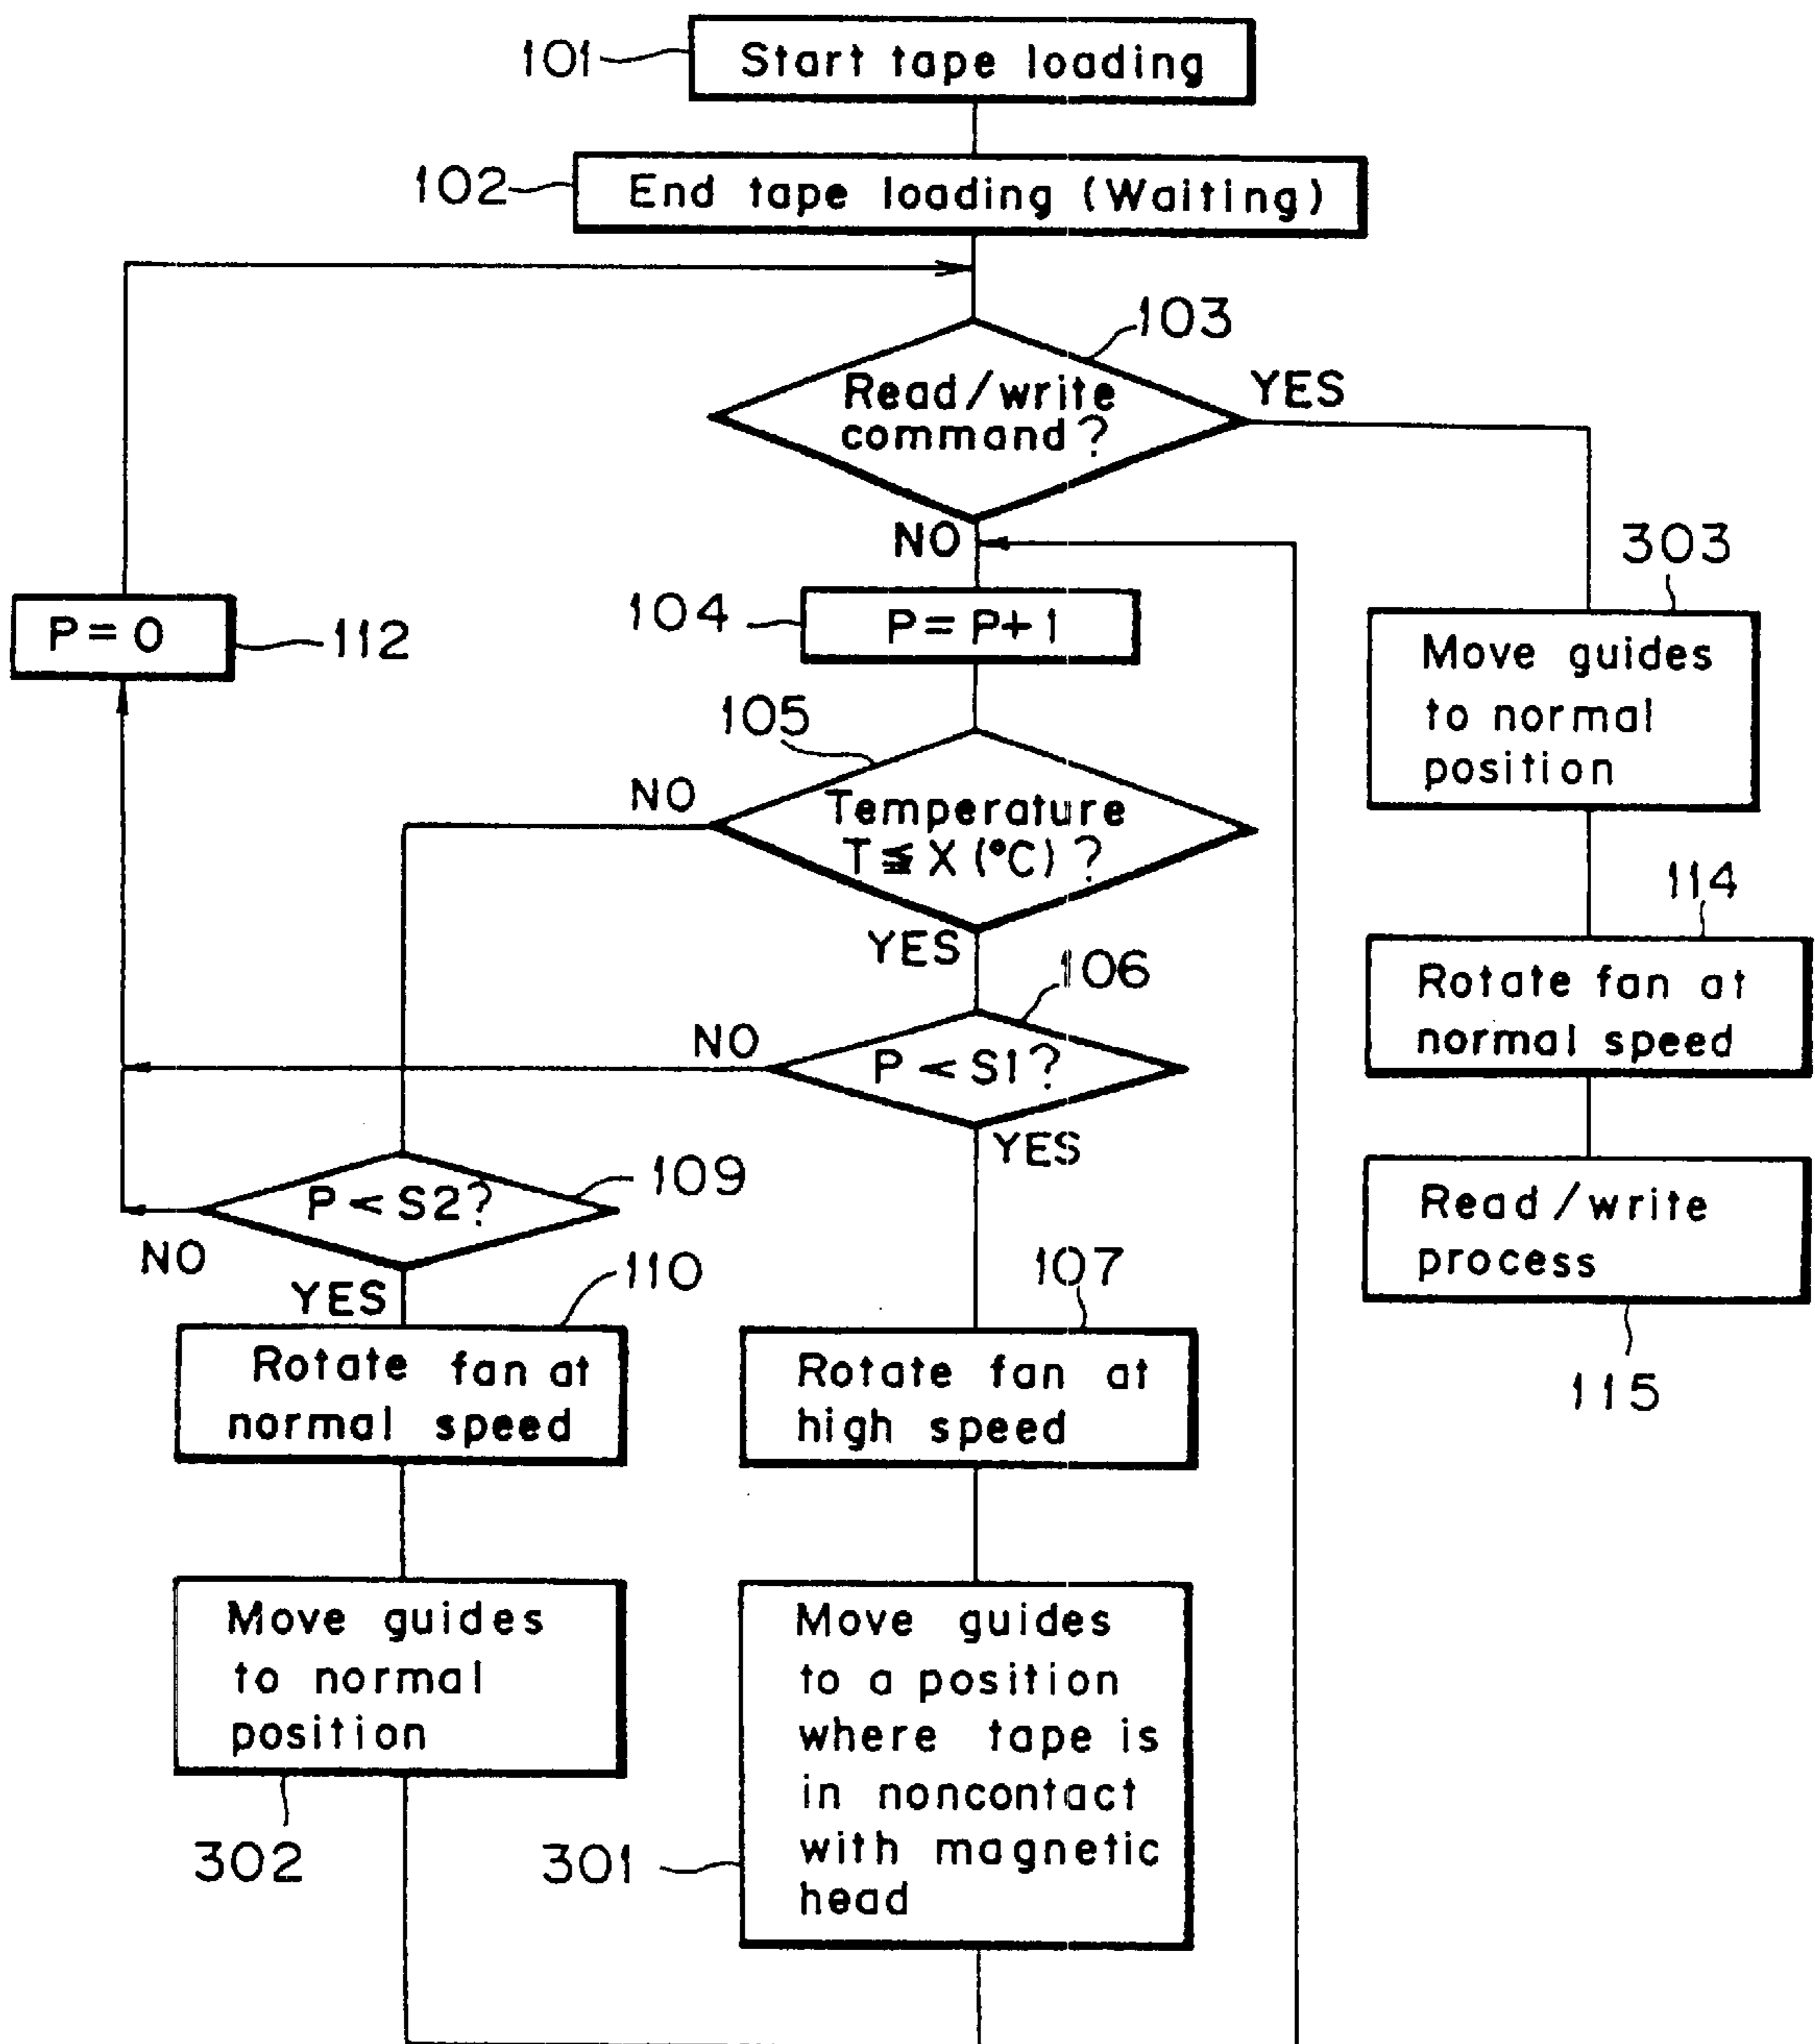 101
Start tape loading
102
End tape loading (Waiting)
103
Read/write
command?
YES
NO
303
P=0
112
104
P=P+1
Move guides
to normal
position
105
NO
Temperature
T≦X (°C) ?
YES
114
Rotate fan at
normal speed
106
NO
P < S1?
YES
109
P < S2?
NO
YES
Read/write
process
115
110
Rotate fan at
normal speed
107
Rotate fan at
high speed
Move guides
to normal
position
302
301
Move guides
to a position
where tape is
in noncontact
with magnetic
head